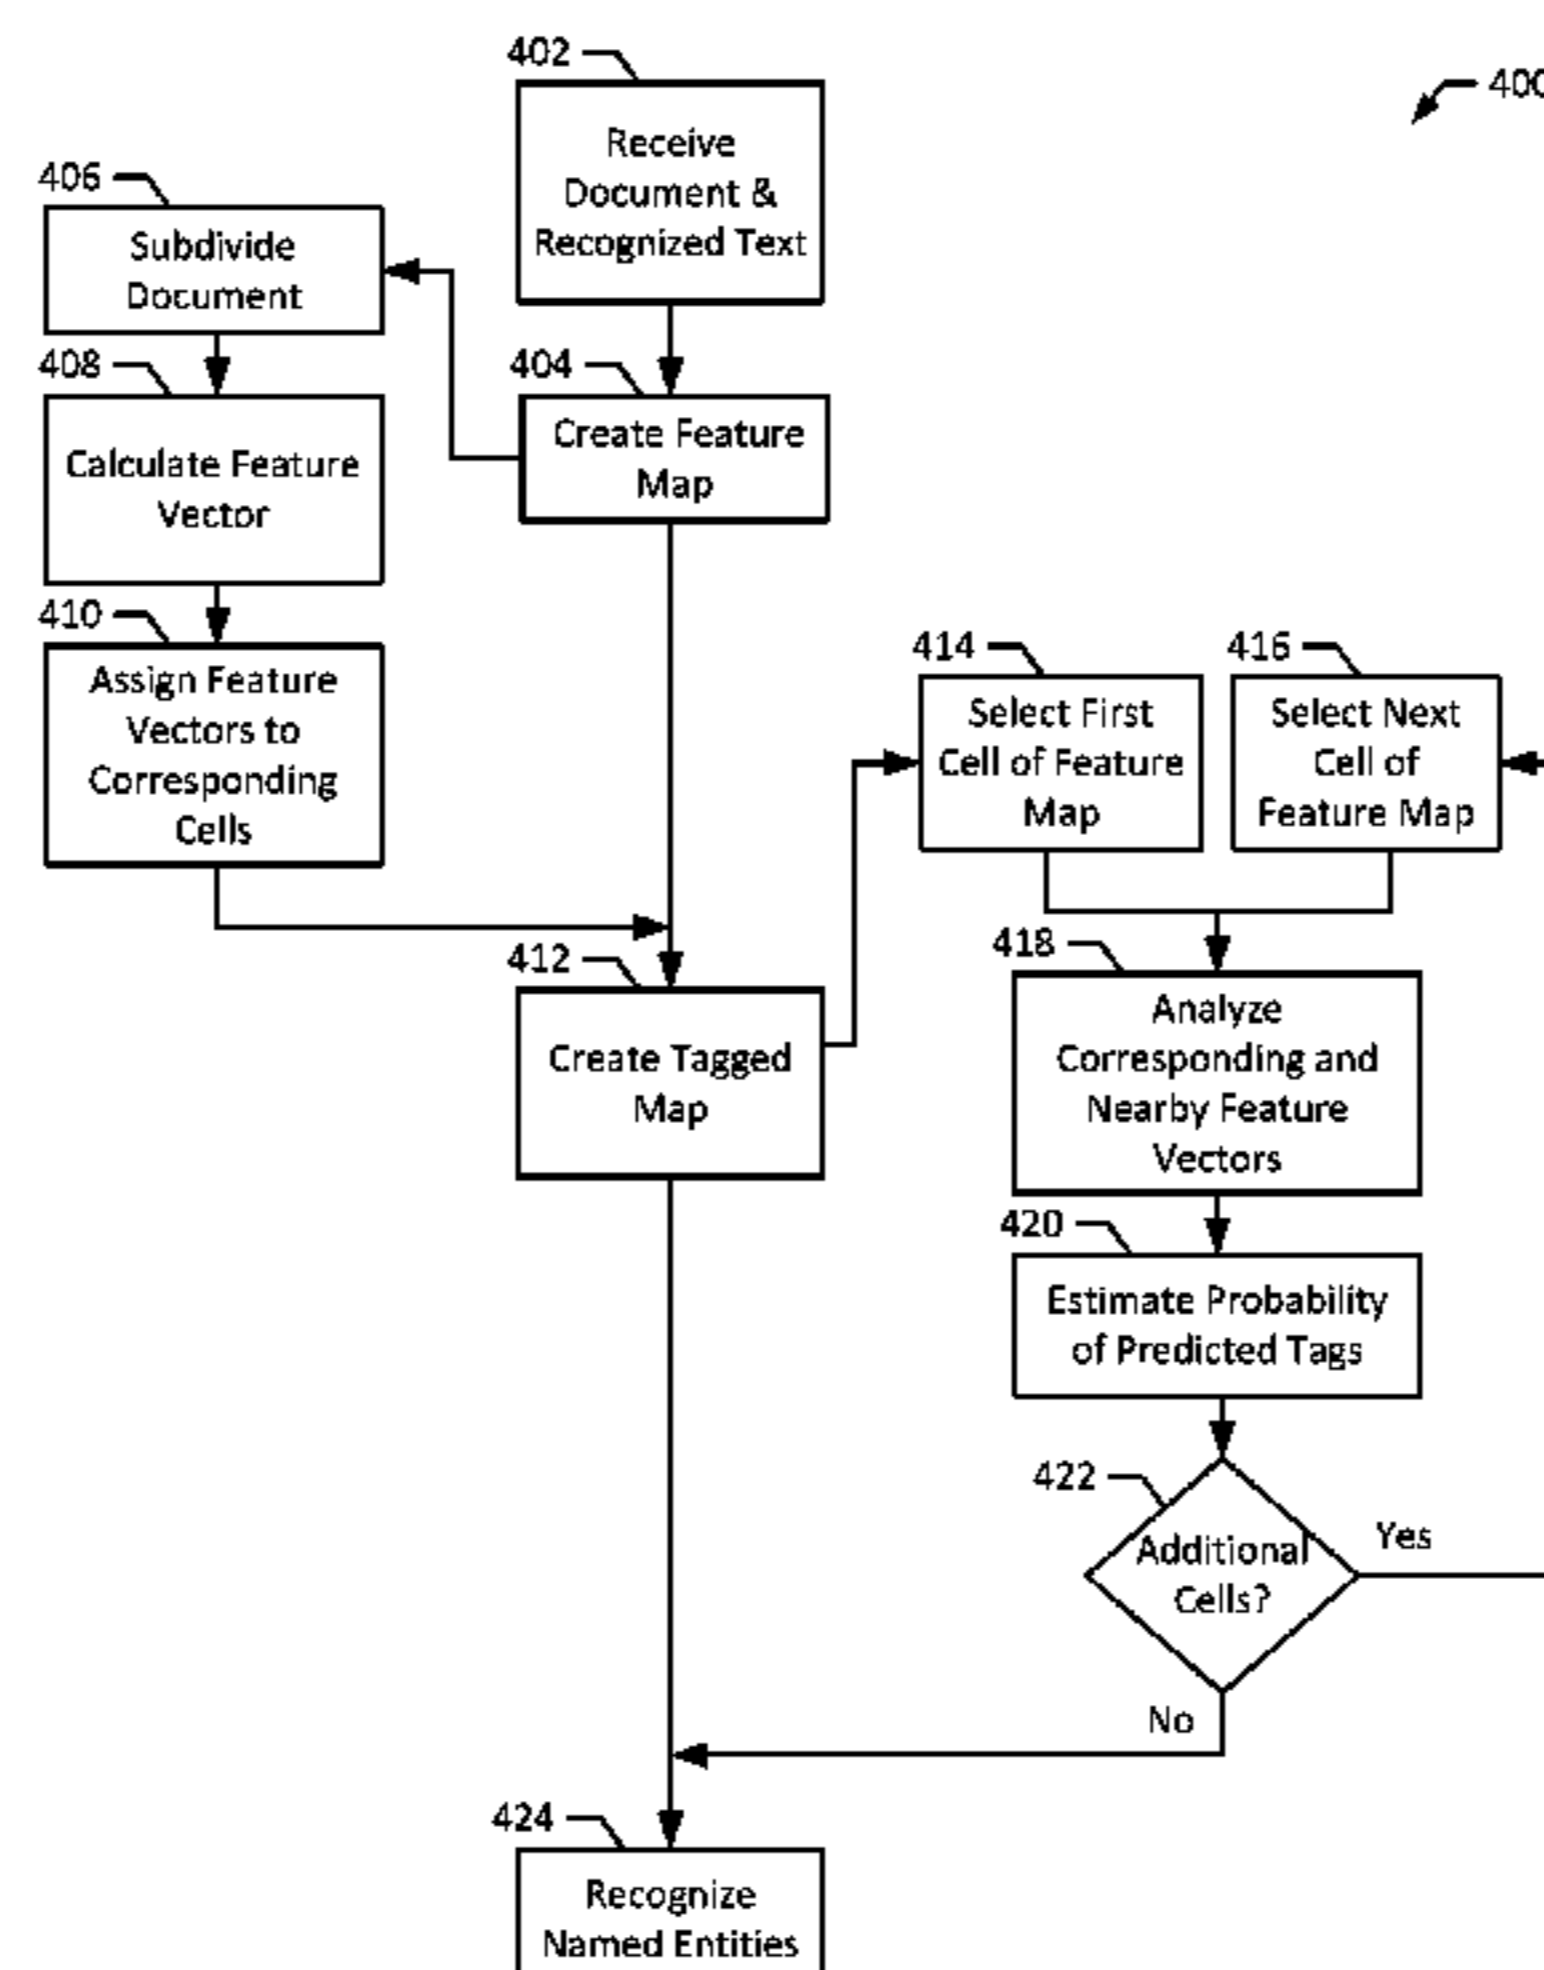 402
Receive
Document &
Recognized Text
400
406
Subdivide
Document
404
Create Feature
Map
408
Calculate Feature
Vector
410
Assign Feature
Vectors to
Corresponding
Cells
412
Create Tagged
Map
414
Select First
Cell of Feature
Map
416
Select Next
Cell of
Feature Map
418
Analyze
Corresponding and
Nearby Feature
Vectors
420
Estimate Probability
of Predicted Tags
422
Additional
Cells?
Yes
No
424
Recognize
Named Entities